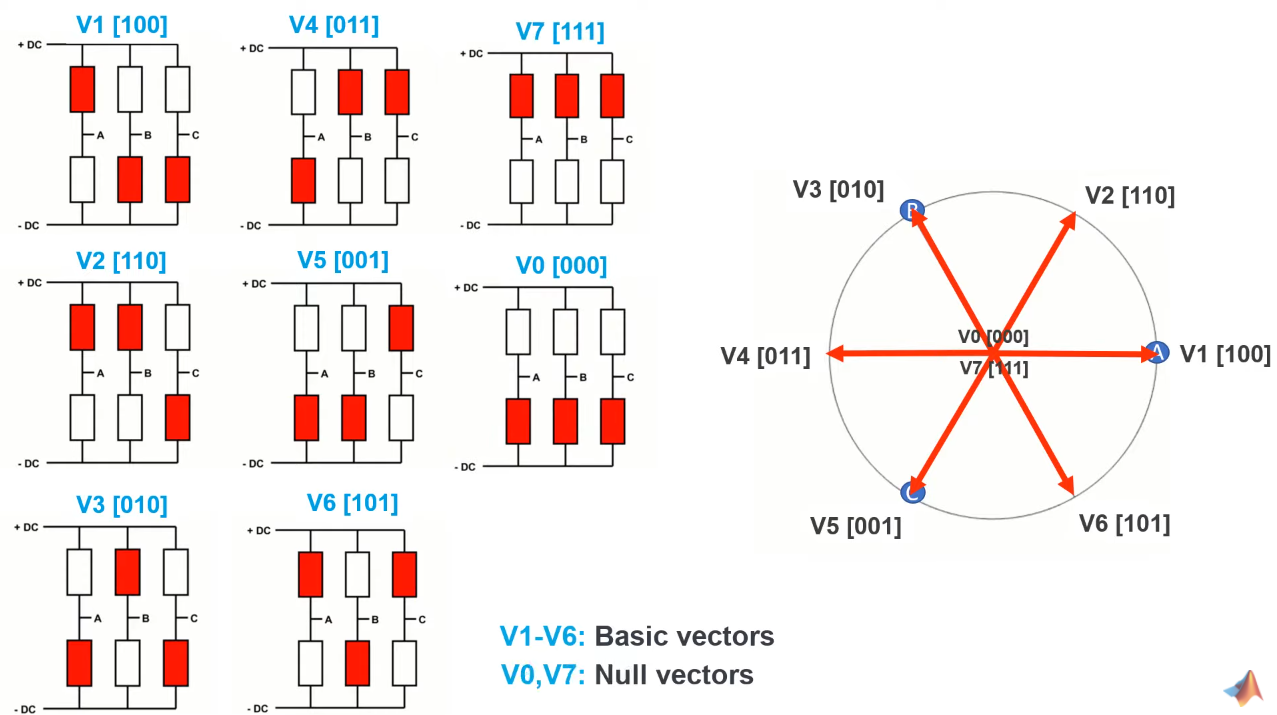 V1 [100]
+ DC
A
B
C
- DC
V4 [011]
+ DC
A
B
C
- DC
V7 [111]
+ DC
A
B
C
- DC
V2 [110]
+ DC
A
B
C
- DC
V5 [001]
+ DC
A
B
C
- DC
V0 [000]
+ DC
A
B
C
- DC
V3 [010]
+ DC
A
B
C
- DC
V6 [101]
+ DC
A
B
C
- DC
V3 [010]
B
V2 [110]
V4 [011]
V0 [000]
V7 [111]
A
V1 [100]
C
V5 [001]
V6 [101]
V1-V6: Basic vectors
V0,V7: Null vectors